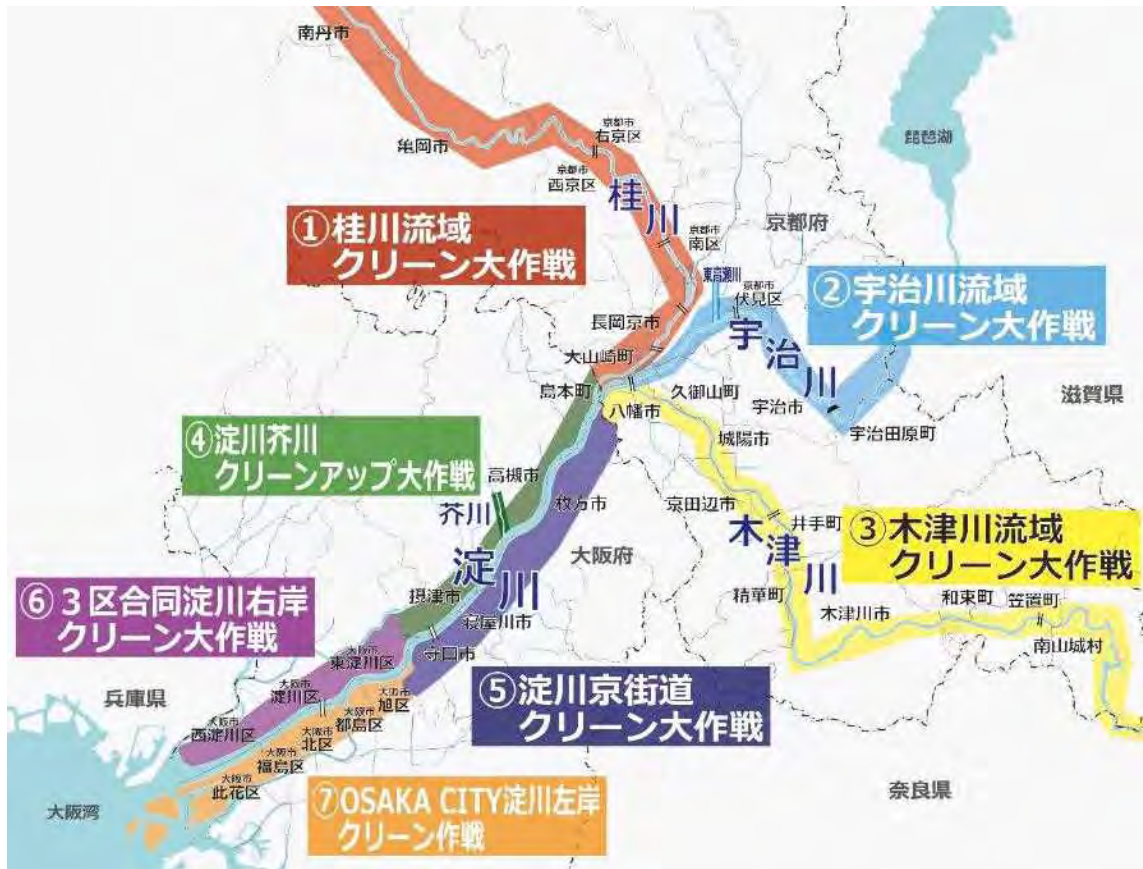 南丹市
亀岡市
京都市
右京区
京都市
西京区
桂川
京都市
南区
①桂川流域
クリーン大作戦
琵琶湖
京都府
東高瀬川
京都市
伏見区
②宇治川流域
クリーン大作戦
長岡京市
大山崎町
宇治川
島本町
八幡市
久御山町
宇治市
宇治田原町
滋賀県
城陽市
④淀川芥川
クリーンアップ大作戦
高槻市
芥川
枚方市
京田辺市
井手町
木津川
③木津川流域
クリーン大作戦
淀川
大阪府
精華町
木津川市
和束町
笠置町
南山城村
⑥3区合同淀川右岸
クリーン大作戦
摂津市
寝屋川市
守口市
大阪市
東淀川区
大阪市
淀川区
大阪市
旭区
大阪市
都島区
⑤淀川京街道
クリーン大作戦
兵庫県
大阪市
西淀川区
大阪市
北区
大阪市
福島区
大阪市
此花区
大阪湾
⑦OSAKA CITY淀川左岸
クリーン作戦
奈良県